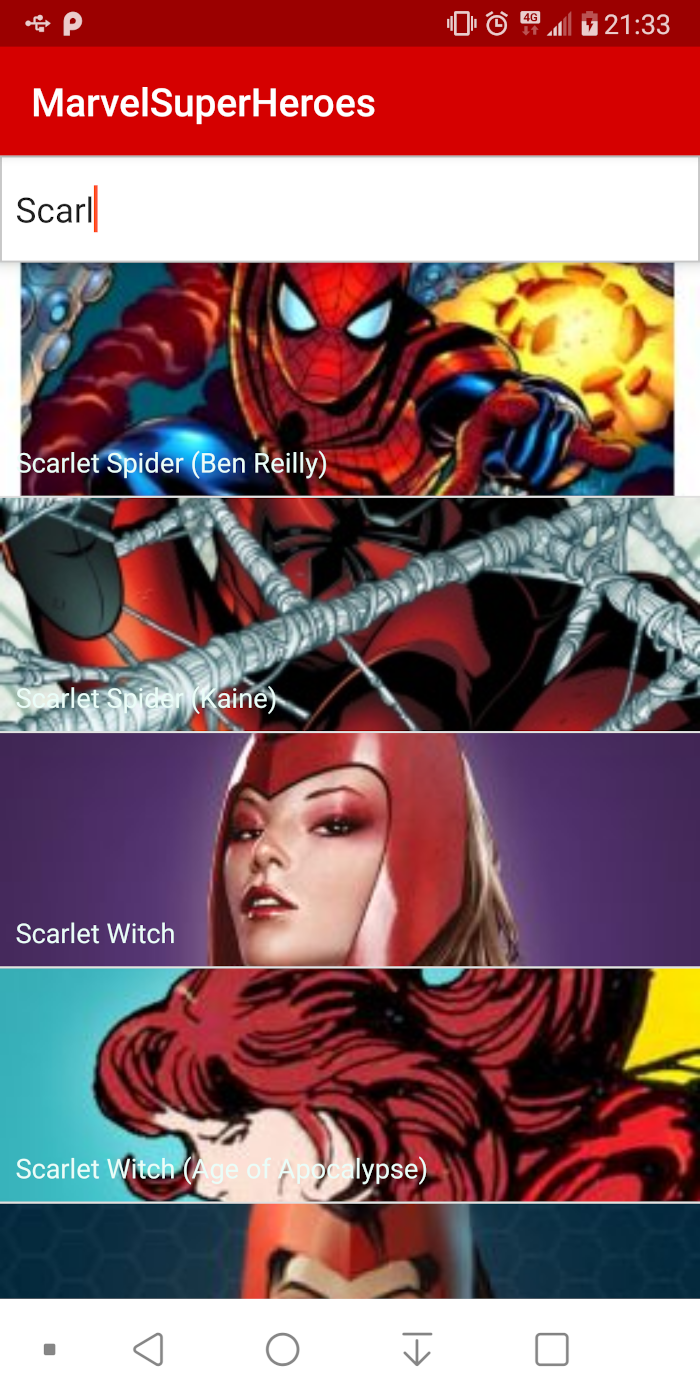 4G
21:33
MarvelSuperHeroes
Scarl
Scarlet Spider (Ben Reilly)
Scarlet Spider (Kaine)
Scarlet Witch
Scarlet Witch (Age of Apocalypse)